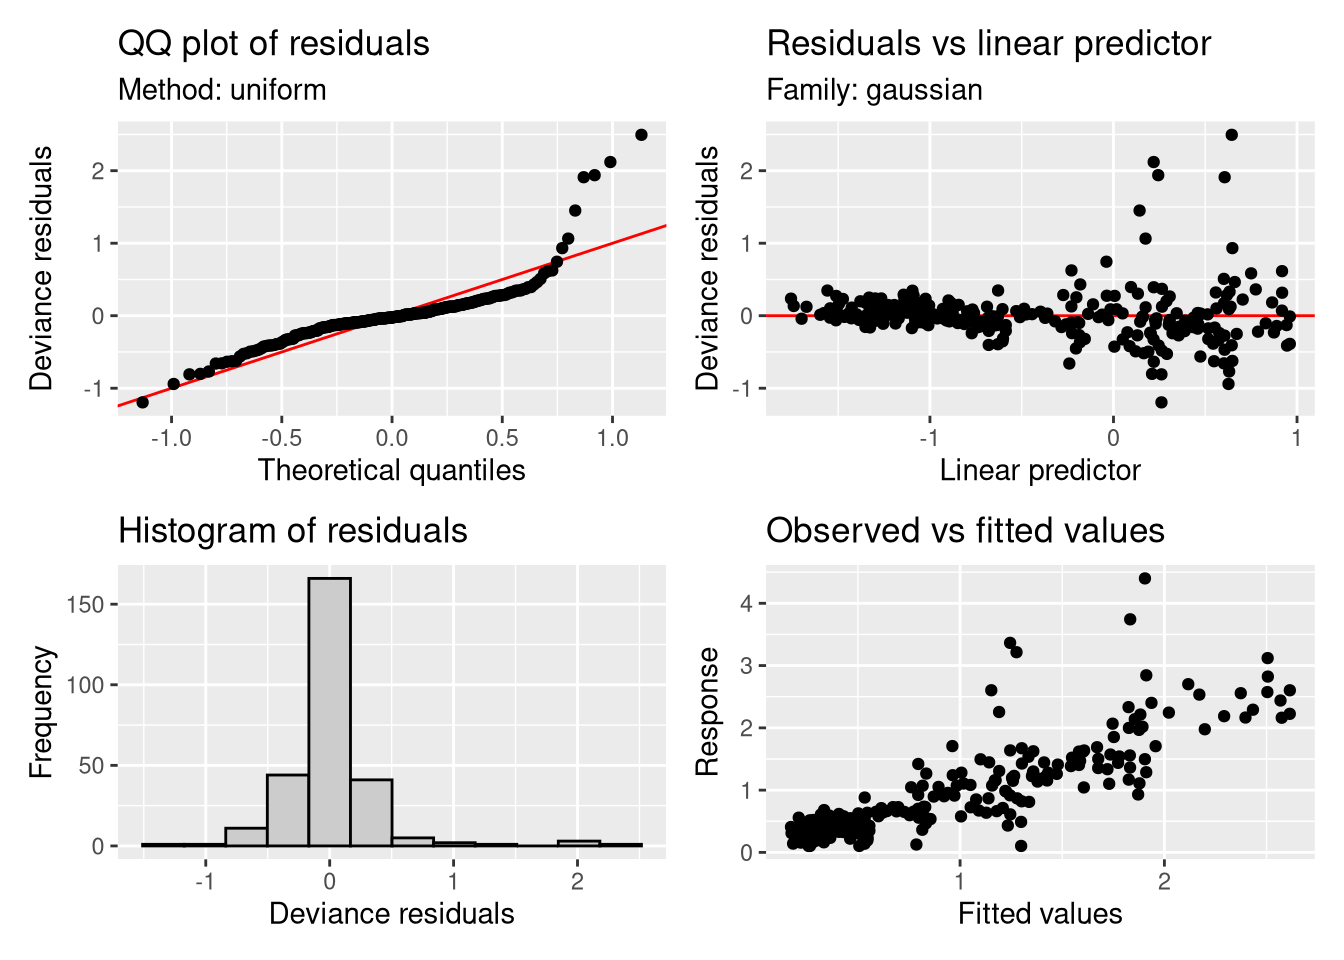 QQ plot of residuals
Method: uniform
Deviance residuals
2
1
0
-1
-1.0 -0.5 0.0 0.5 1.0
Theoretical quantiles
Residuals vs linear predictor
Family: gaussian
Deviance residuals
2
1
0
-1
-1 0 1
Linear predictor
Histogram of residuals
Frequency
150
100
50
0
-1 0 1 2
Deviance residuals
Observed vs fitted values
Response
4
3
2
1
0
1 2
Fitted values